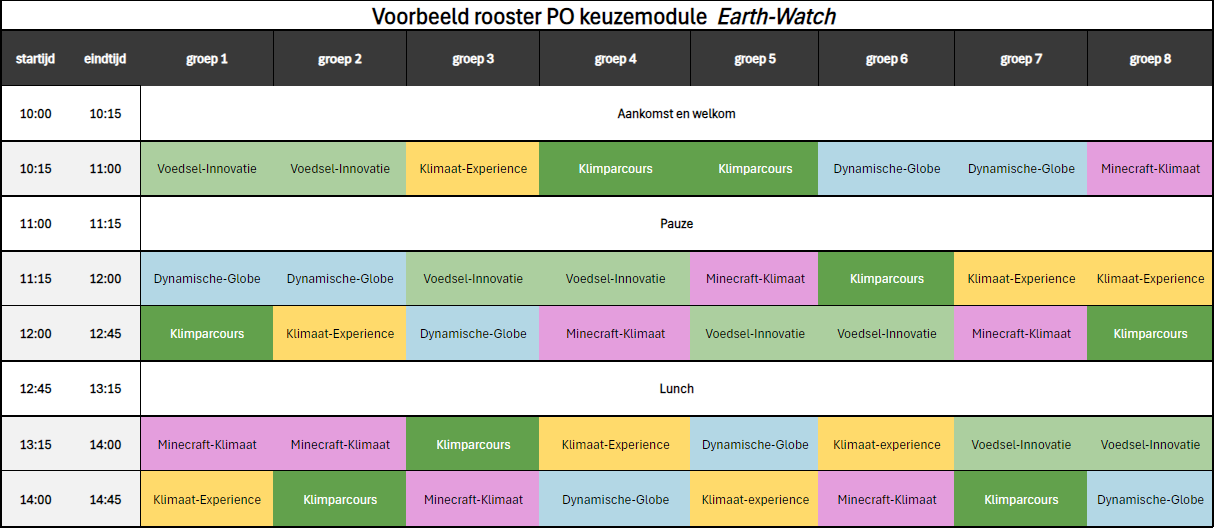 Voorbeeld rooster PO keuzemodule Earth-Watch
startijd eindtijd groep 1 groep 2 groep 3 groep 4 groep 5 groep 6 groep 7 groep 8
10:00 10:15 Aankomst en welkom
10:15 11:00 Voedsel-Innovatie Voedsel-Innovatie Klimaat-Experience Klimparcours Klimparcours Dynamische-Globe Dynamische-Globe Minecraft-Klimaat
11:00 11:15 Pauze
11:15 12:00 Dynamische-Globe Dynamische-Globe Voedsel-Innovatie Voedsel-Innovatie Minecraft-Klimaat Klimparcours Klimaat-Experience Klimaat-Experience
12:00 12:45 Klimparcours Klimaat-Experience Dynamische-Globe Minecraft-Klimaat Voedsel-Innovatie Voedsel-Innovatie Minecraft-Klimaat Klimparcours
12:45 13:15 Lunch
13:15 14:00 Minecraft-Klimaat Minecraft-Klimaat Klimparcours Klimaat-Experience Dynamische-Globe Klimaat-experience Voedsel-Innovatie Voedsel-Innovatie
14:00 14:45 Klimaat-Experience Klimparcours Minecraft-Klimaat Dynamische-Globe Klimaat-experience Minecraft-Klimaat Klimparcours Dynamische-Globe